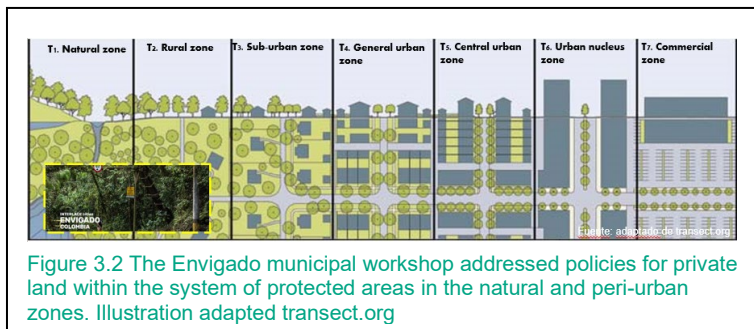 T1. Natural zone
T2. Rural zone
T3. Sub-urban zone
T4. General urban
zone
T5. Central urban
zone
T6. Urban nucleus
zone
T7. Commercial
zone
ENVIGADO
COLOMBIA
Fuente: adaptado de transect.org
Figure 3.2 The Envigado municipal workshop addressed policies for private
land within the system of protected areas in the natural and peri-urban
zones. Illustration adapted transect.org